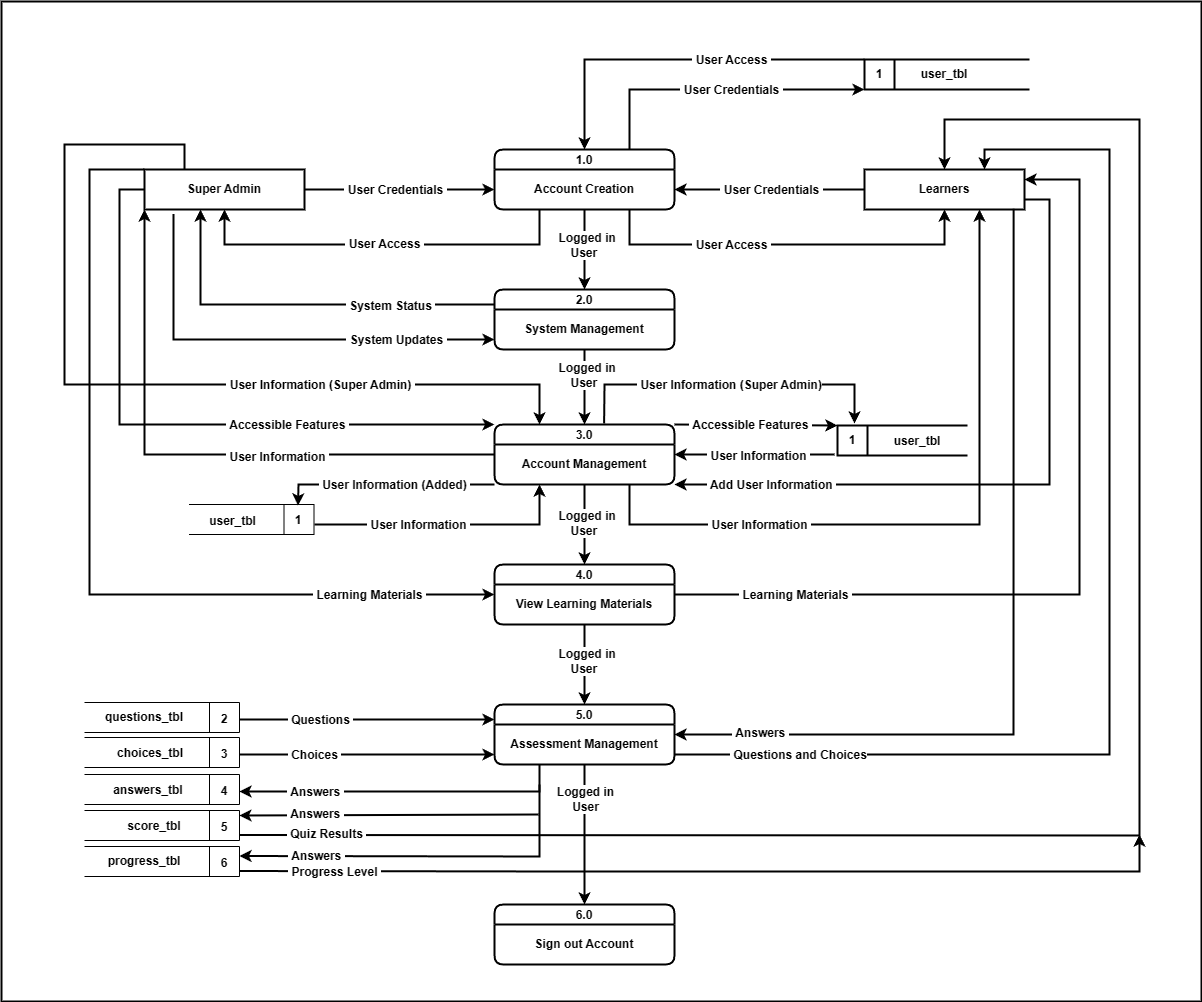 User Access
1
user_tbl
User Credentials
1.0
Super Admin
User Credentials
Account Creation
User Credentials
Learners
User Access
Logged in
User
User Access
2.0
System Status
System Management
System Updates
Logged in
User
User Information (Super Admin)
User Information (Super Admin)
Accessible Features
Accessible Features
3.0
1
user_tbl
User Information
Account Management
User Information
User Information (Added)
Add User Information
user_tbl
1
User Information
Logged in
User
User Information
4.0
Learning Materials
View Learning Materials
Learning Materials
Logged in
User
questions_tbl
2
Questions
5.0
Answers
choices_tbl
3
Choices
Assessment Management
Questions and Choices
answers_tbl
4
Answers
Logged in
User
score_tbl
5
Answers
Quiz Results
progress_tbl
6
Answers
Progress Level
6.0
Sign out Account